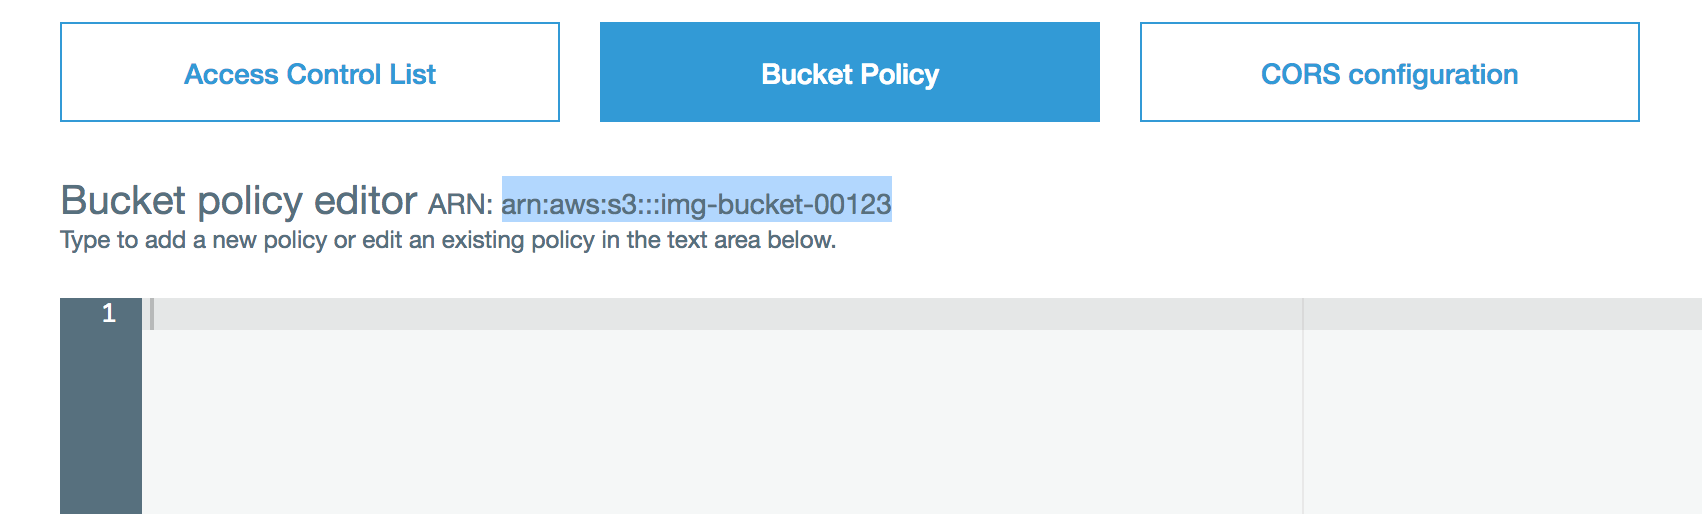 Access Control List
Bucket Policy
CORS configuration
Bucket policy editor ARN: arn:aws:s3:::img-bucket-00123
Type to add a new policy or edit an existing policy in the text area below.
1